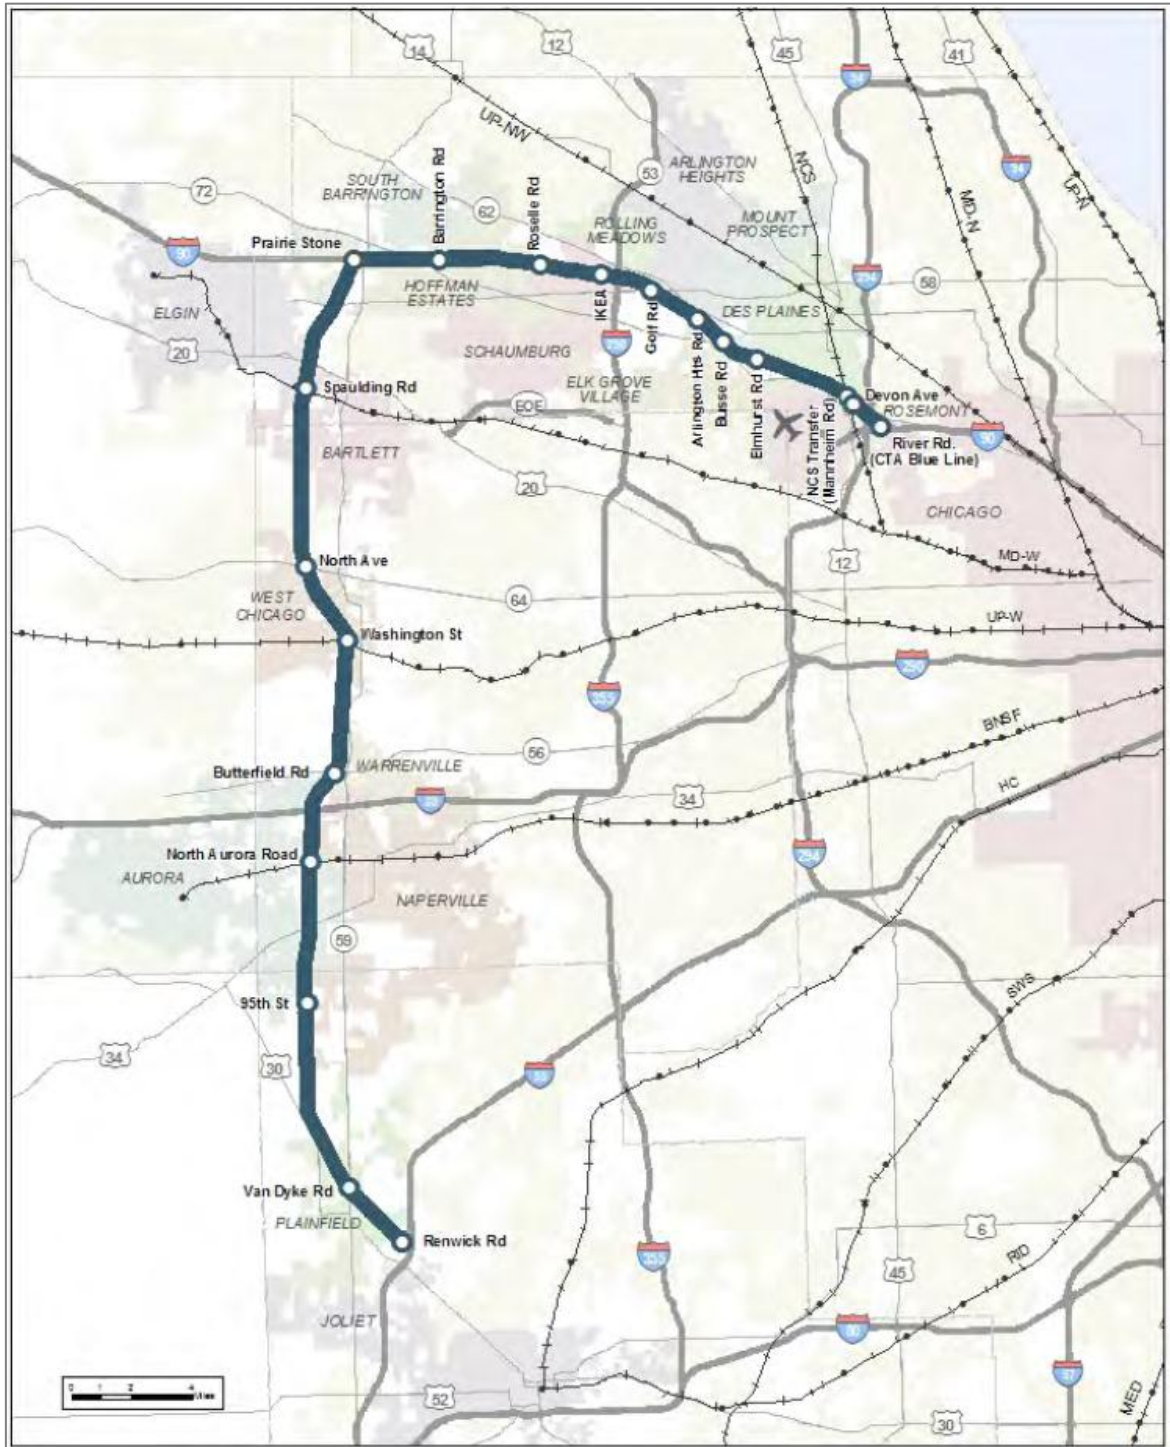 14
12
45
94
41
UP-NW
NCS
MD-N
94
UP-N
72
SOUTH
BARRINGTON
Barrington Rd
62
Roselle Rd
53
ARLINGTON
HEIGHTS
ROLLING
MEADOWS
MOUNT
PROSPECT
90
Prairie Stone
HOFFMAN
ESTATES
IKEA
Golf Rd
294
58
ELGIN
20
SCHAUMBURG
290
DES PLAINES
Arlington Hts Rd
Busse Rd
Elmhurst Rd
ELK GROVE
VILLAGE
Spaulding Rd
EOE
Devon Ave
ROSEMONT
NCS Transfer
(Mannheim Rd)
River Rd.
(CTA Blue Line)
90
BARTLETT
20
CHICAGO
North Ave
12
MD-W
WEST
CHICAGO
64
UP-W
Washington St
290
355
BNSF
56
Butterfield Rd
WARRENVILLE
88
34
HC
North Aurora Road
294
AURORA
NAPERVILLE
59
95th St
SWS
34
30
55
Van Dyke Rd
PLAINFIELD
Renwick Rd
6
355
45
RID
JOLIET
80
57
0 1 2 4
Miles
52
30
MED